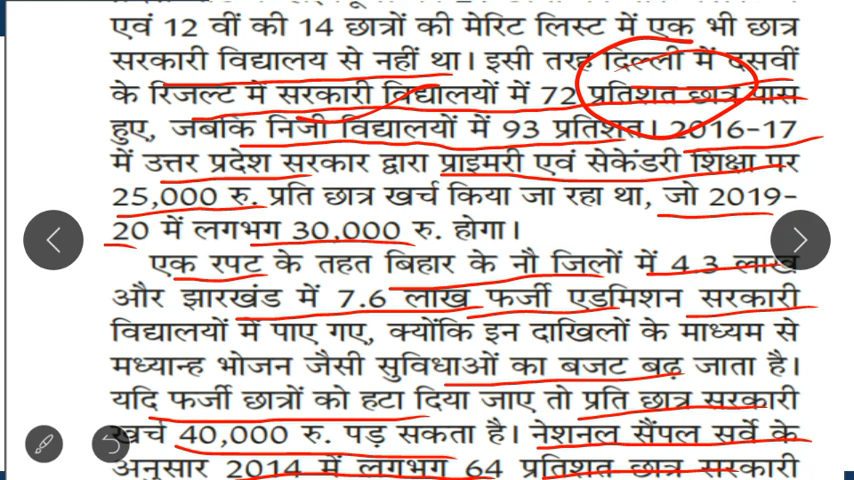 एवं 12 वीं की 14 छात्रों की मेरिट लिस्ट में एक भी छात्र
सरकारी विद्यालय से नहीं था। इसी तरह दिल्ली में दसवीं
के रिजल्ट में सरकारी विद्यालयों में 72 प्रतिशत छात्र पास
हुए, जबकि निजी विद्यालयों में 93 प्रतिशत। 2016-17
में उत्तर प्रदेश सरकार द्वारा प्राइमरी एवं सेकेंडरी शिक्षा पर
25,000 रु. प्रति छात्र खर्च किया जा रहा था, जो 2019-
20 में लगभग 30,000 रु. होगा।
एक रपट के तहत बिहार के नौ जिलों में 4.3 लाख
और झारखंड में 7.6 लाख फर्जी एडमिशन सरकारी
विद्यालयों में पाए गए, क्योंकि इन दाखिलों के माध्यम से
मध्यान्ह भोजन जैसी सुविधाओं का बजट बढ़ जाता है।
यदि फर्जी छात्रों को हटा दिया जाए तो प्रति छात्र सरकारी
खर्च 40,000 रु. पड़ सकता है। नेशनल सैंपल सर्वे के
अनुसार 2014 में लगभग 64 प्रतिशत छात्र सरकारी